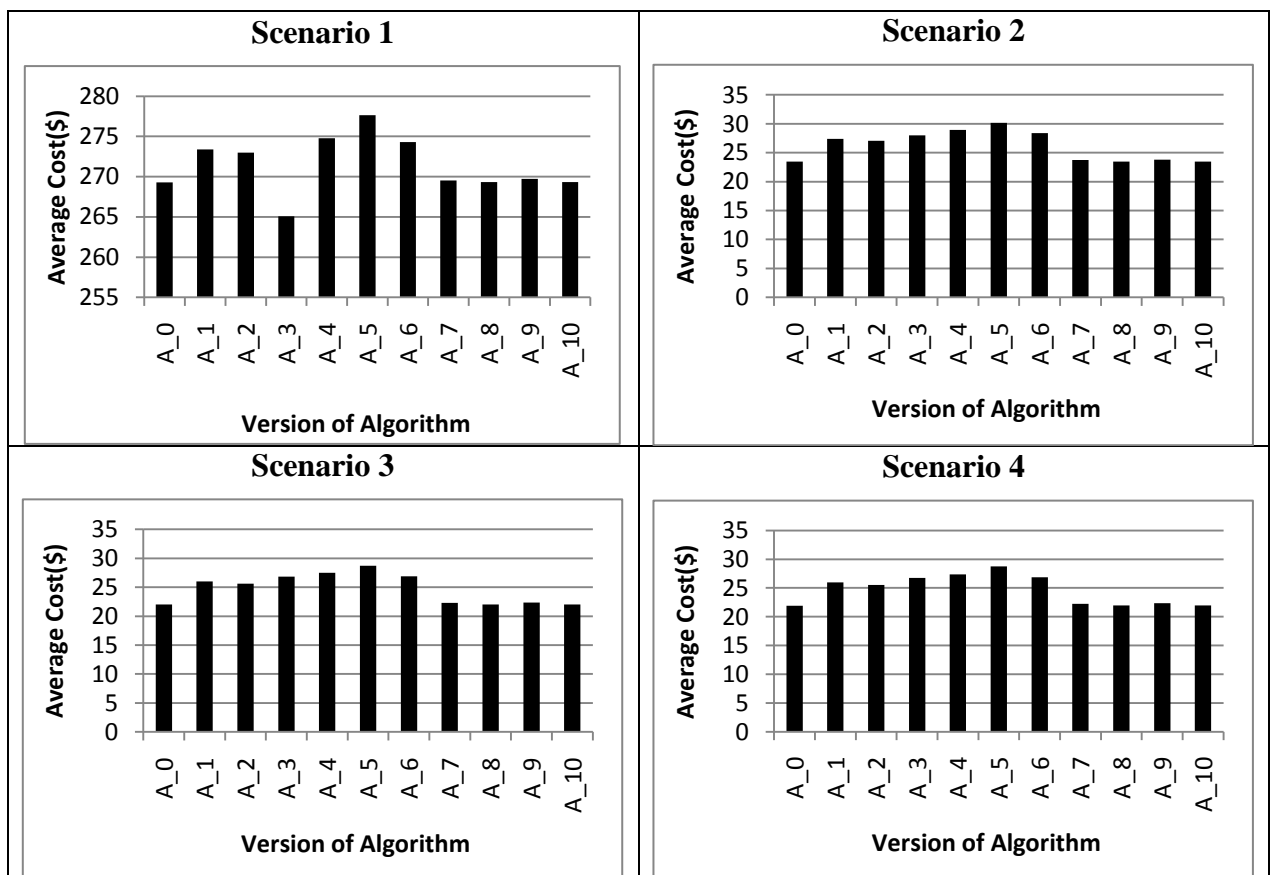 Scenario 1
Average Cost($)
280
275
270
265
260
255
A_0
A_1
A_2
A_3
A_4
A_5
A_6
A_7
A_8
A_9
A_10
Version of Algorithm
Scenario 2
Average Cost($)
35
30
25
20
15
10
5
0
A_0
A_1
A_2
A_3
A_4
A_5
A_6
A_7
A_8
A_9
A_10
Version of Algorithm
Scenario 3
Average Cost($)
35
30
25
20
15
10
5
0
A_0
A_1
A_2
A_3
A_4
A_5
A_6
A_7
A_8
A_9
A_10
Version of Algorithm
Scenario 4
Average Cost($)
35
30
25
20
15
10
5
0
A_0
A_1
A_2
A_3
A_4
A_5
A_6
A_7
A_8
A_9
A_10
Version of Algorithm